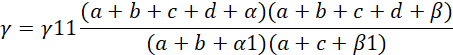 γ = γ11 (a + b + c + d + α)(a + b + c + d + β) / (a + b + α1)(a + c + β1)